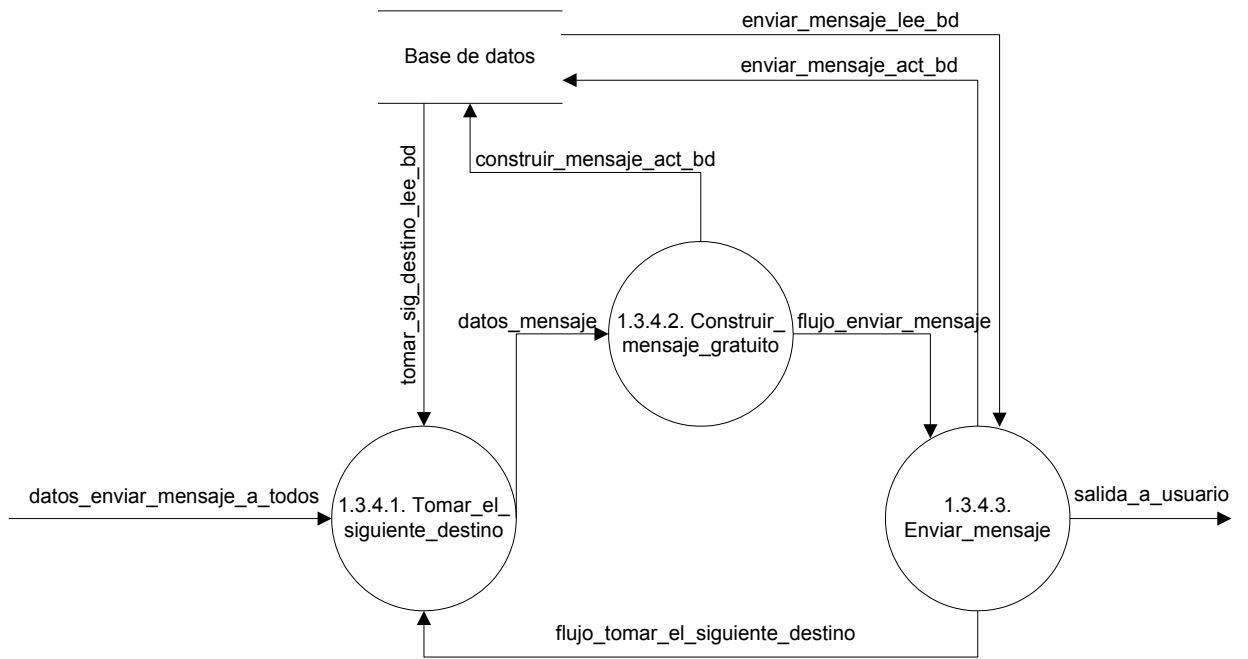 enviar_mensaje_lee_bd
Base de datos
enviar_mensaje_act_bd
construir_mensaje_act_bd
tomar_sig_destino_lee_bd
datos_mensaje
1.3.4.2. Construir_
mensaje_gratuito
flujo_enviar_mensaje
datos_enviar_mensaje_a_todos
1.3.4.1. Tomar_el_
siguiente_destino
1.3.4.3.
Enviar_mensaje
salida_a_usuario
flujo_tomar_el_siguiente_destino